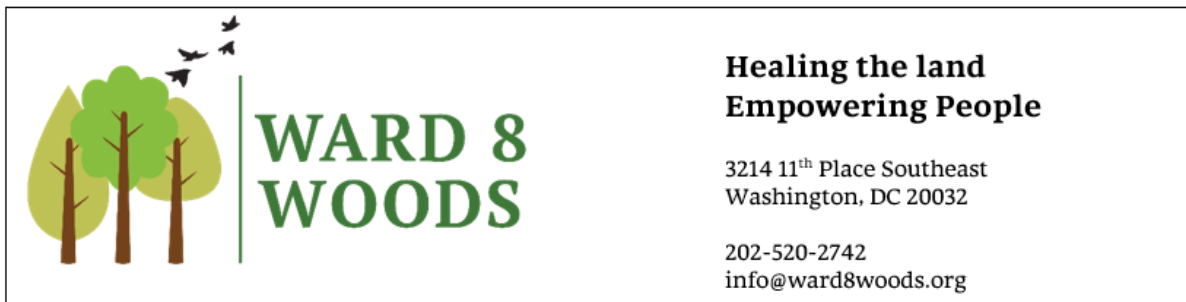 WARD 8
WOODS
Healing the land
Empowering People
3214 11th Place Southeast
Washington, DC 20032
202-520-2742
info@ward8woods.org